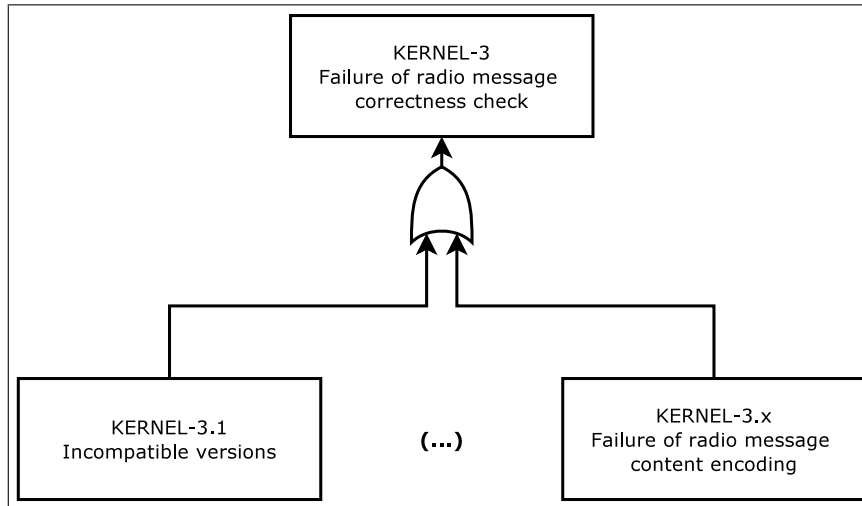 KERNEL-3
Failure of radio message
correctness check
KERNEL-3.1
Incompatible versions
(...)
KERNEL-3.x
Failure of radio message
content encoding